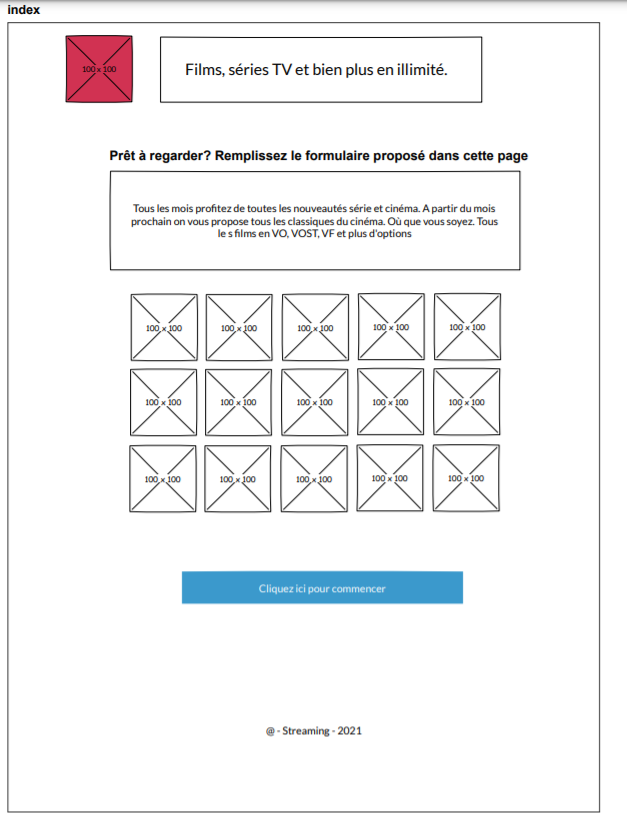 index
100 x 100
Films, séries TV et bien plus en illimité.
Prêt à regarder? Remplissez le formulaire proposé dans cette page
Tous les mois profitez de toutes les nouveautés série et cinéma. A partir du mois
prochain on vous propose tous les classiques du cinéma. Où que vous soyez. Tous
le s films en VO, VOST, VF et plus d'options
100 x 100 100 x 100 100 x 100 100 x 100 100 x 100
100 x 100 100 x 100 100 x 100 100 x 100 100 x 100
100 x 100 100 x 100 100 x 100 100 x 100 100 x 100
Cliquez ici pour commencer
@ - Streaming - 2021